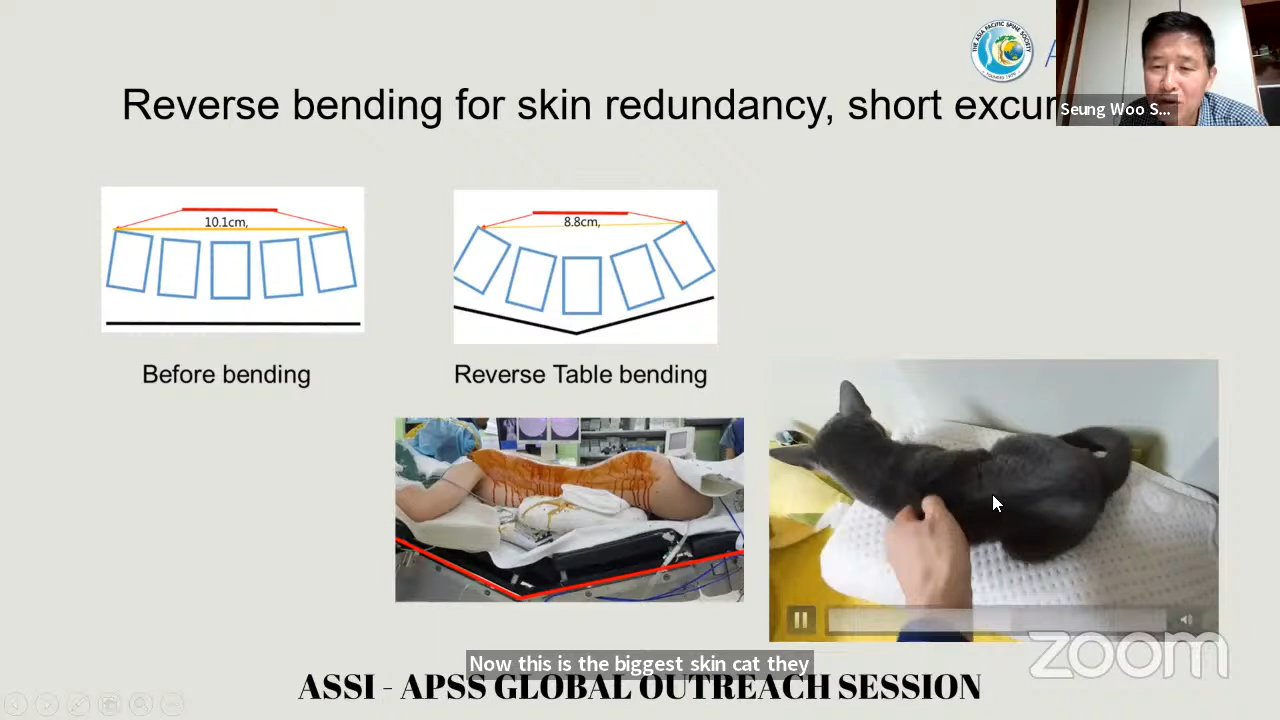 Reverse bending for skin redundancy, short excur
Seung Woo S...
10.1cm,
8.8cm,
Before bending
Reverse Table bending
zoom
Now this is the biggest skin cat they
ASSI - APSS GLOBAL OUTREACH SESSION